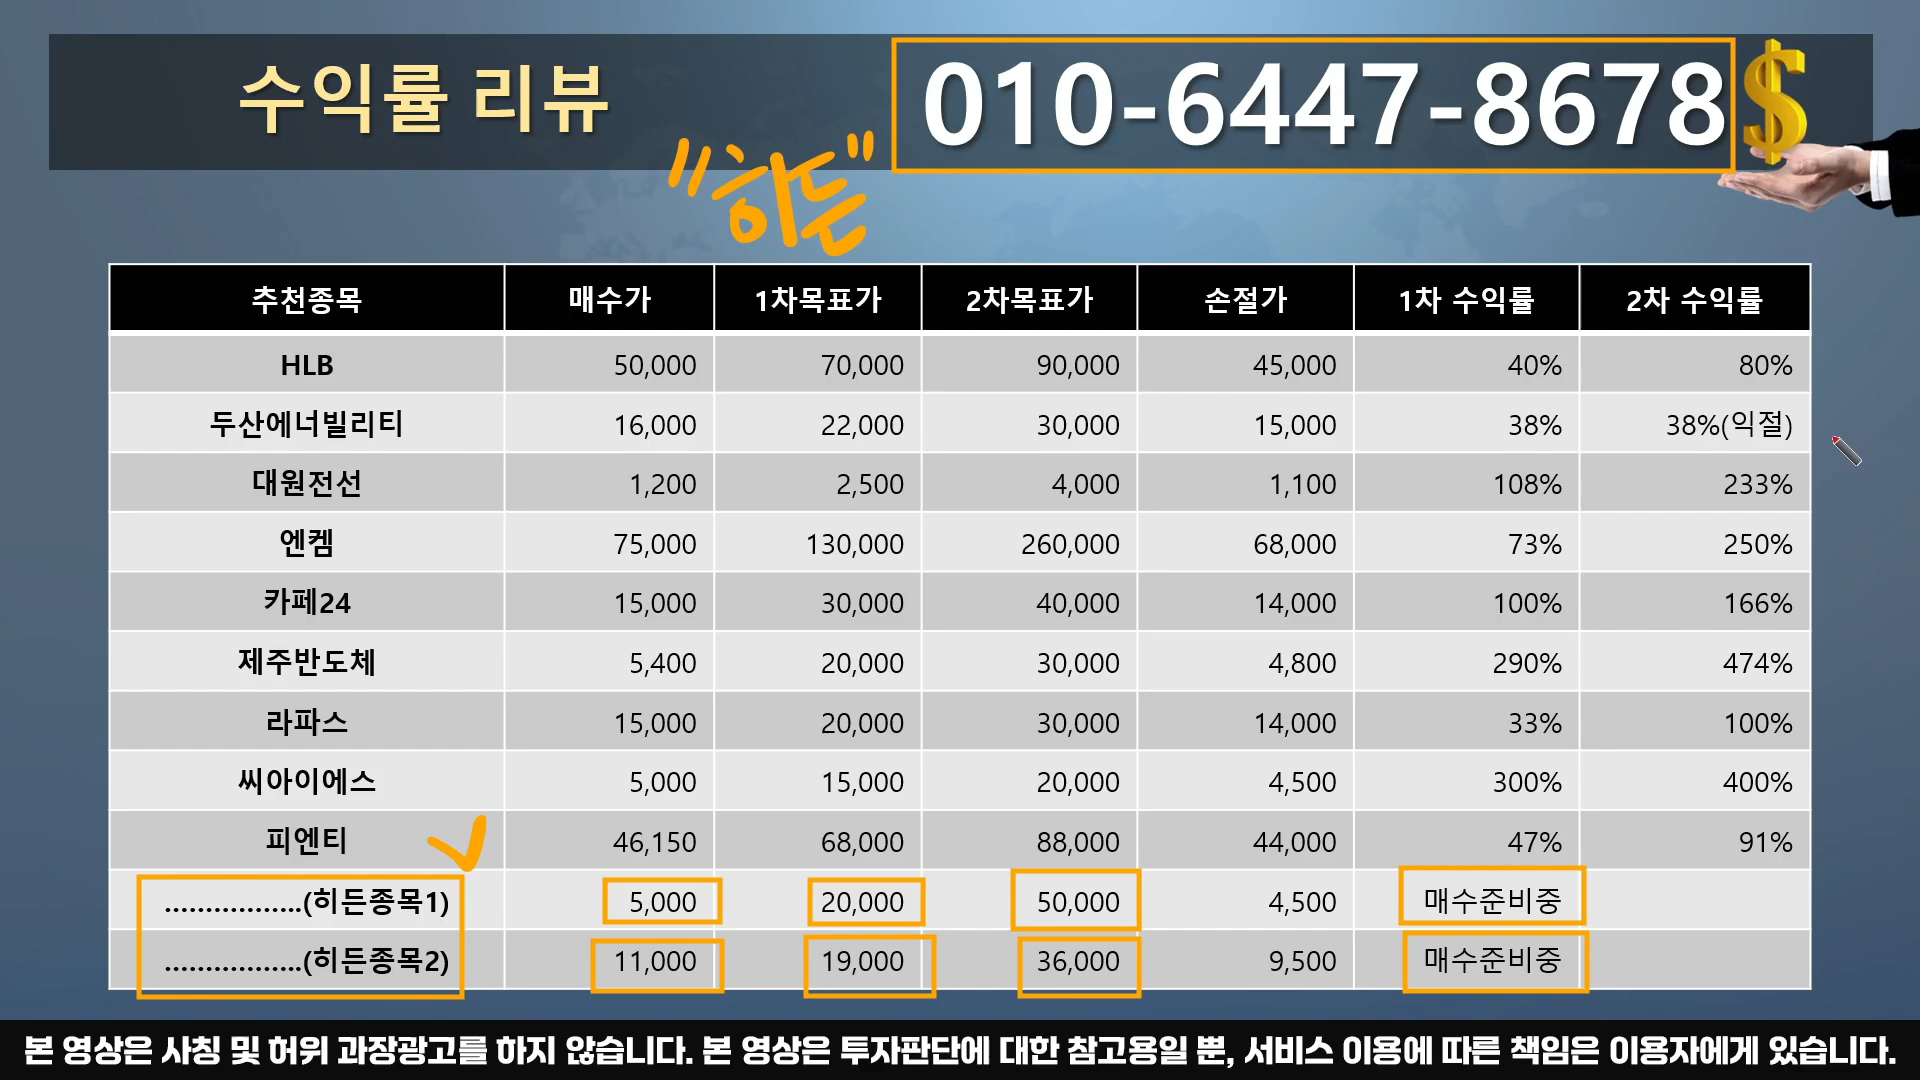 수익률 리뷰 010-6447-8678
"히든"
추천종목 매수가 1차목표가 2차목표가 손절가 1차 수익률 2차 수익률
HLB 50,000 70,000 90,000 45,000 40% 80%
두산에너빌리티 16,000 22,000 30,000 15,000 38% 38%(익절)
대원전선 1,200 2,500 4,000 1,100 108% 233%
엔켐 75,000 130,000 260,000 68,000 73% 250%
카페24 15,000 30,000 40,000 14,000 100% 166%
제주반도체 5,400 20,000 30,000 4,800 290% 474%
라파스 15,000 20,000 30,000 14,000 33% 100%
씨아이에스 5,000 15,000 20,000 4,500 300% 400%
피엔티 46,150 68,000 88,000 44,000 47% 91%
.................(히든종목1) 5,000 20,000 50,000 4,500 매수준비중
.................(히든종목2) 11,000 19,000 36,000 9,500 매수준비중
본 영상은 사칭 및 허위 과장광고를 하지 않습니다. 본 영상은 투자판단에 대한 참고용일 뿐, 서비스 이용에 따른 책임은 이용자에게 있습니다.